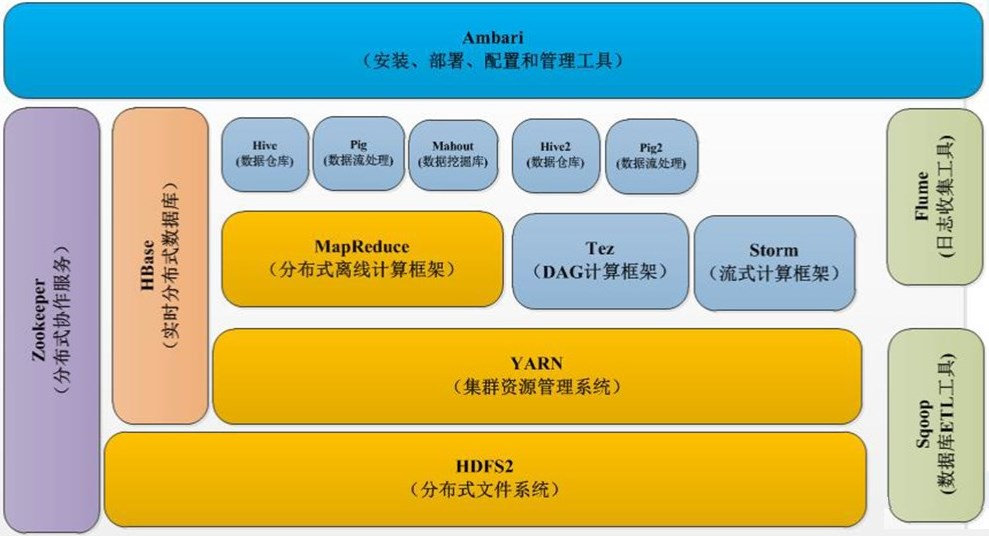 Ambari
（安装、部署、配置和管理工具）
Zookeeper
（分布式协作服务）
HBase
（实时分布式数据库）
Hive
(数据仓库)
Pig
(数据流处理)
Mahout
(数据挖掘库)
Hive2
(数据仓库)
Pig2
(数据流处理)
MapReduce
（分布式离线计算框架）
Tez
（DAG计算框架）
Storm
（流式计算框架）
YARN
（集群资源管理系统）
HDFS2
（分布式文件系统）
Flume
(日志收集工具)
Sqoop
(数据库ETL工具)